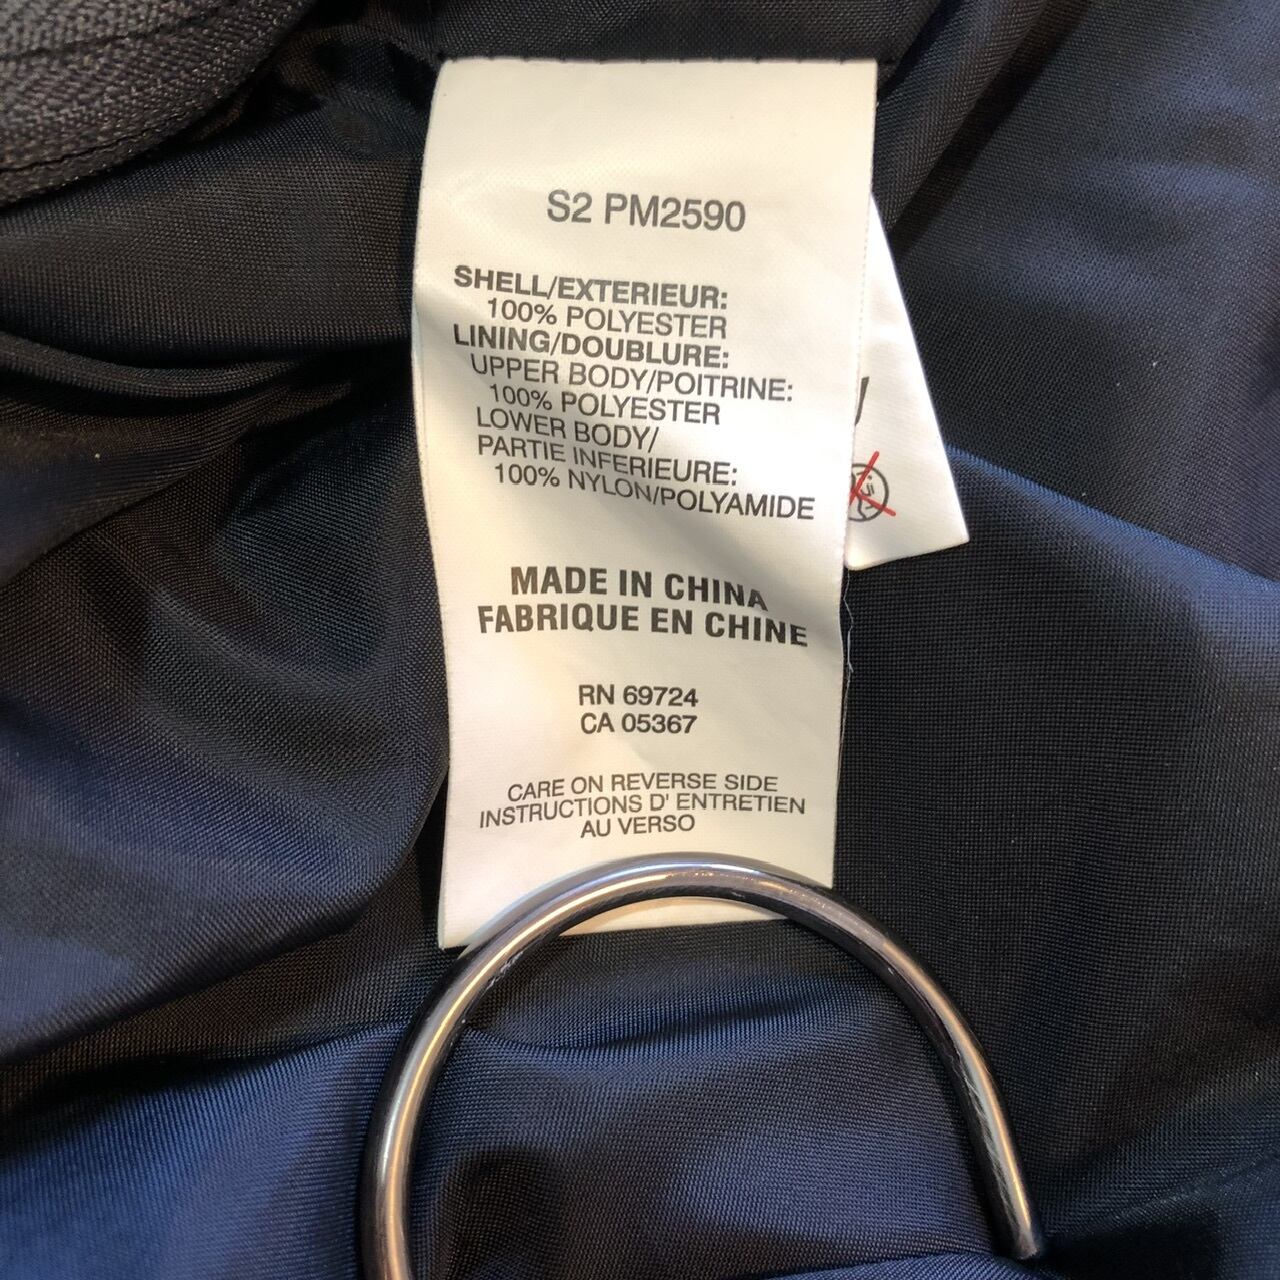 S2 PM2590
SHELL/EXTERIEUR:
100% POLYESTER
LINING/DOUBLURE:
UPPER BODY/POITRINE:
100% POLYESTER
LOWER BODY/
PARTIE INFERIEURE:
100% NYLON/POLYAMIDE
MADE IN CHINA
FABRIQUE EN CHINE
RN 69724
CA 05367
CARE ON REVERSE SIDE
INSTRUCTIONS D' ENTRETIEN
AU VERSO